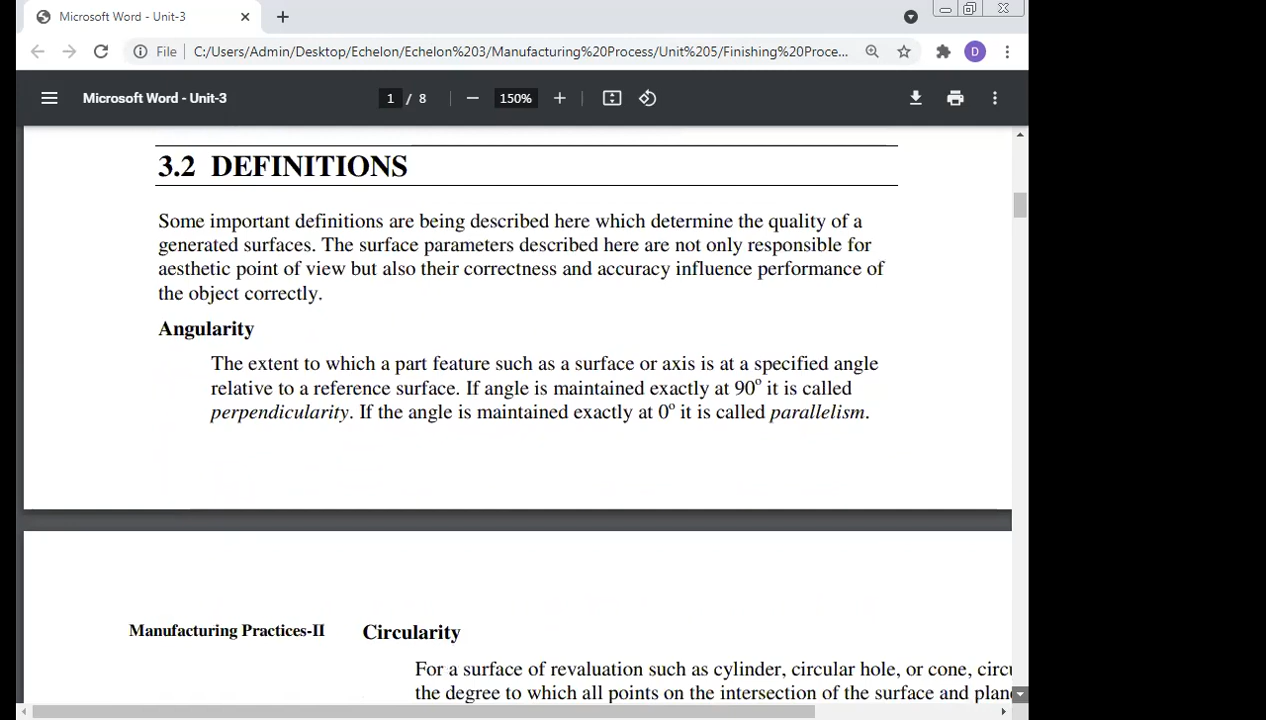 Microsoft Word - Unit-3
File C:/Users/Admin/Desktop/Echelon/Echelon%203/Manufacturing%20Process/Unit%205/Finishing%20Proce...
D
Microsoft Word - Unit-3 1 / 8 150%
3.2 DEFINITIONS
Some important definitions are being described here which determine the quality of a
generated surfaces. The surface parameters described here are not only responsible for
aesthetic point of view but also their correctness and accuracy influence performance of
the object correctly.
Angularity
The extent to which a part feature such as a surface or axis is at a specified angle
relative to a reference surface. If angle is maintained exactly at 90º it is called
perpendicularity. If the angle is maintained exactly at 0º it is called parallelism.
Manufacturing Practices-II Circularity
For a surface of revaluation such as cylinder, circular hole, or cone, circu
the degree to which all points on the intersection of the surface and plan